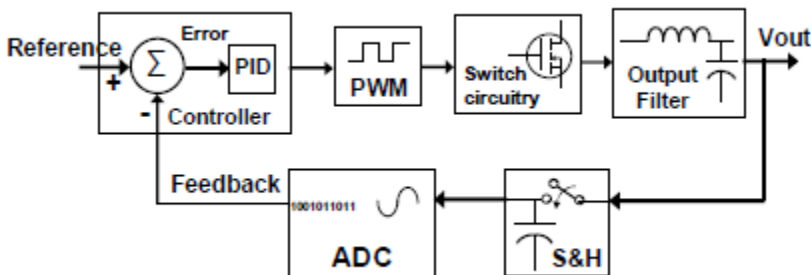 Reference
+
Σ
Error
PID
-
Controller
PWM
Switch
circuitry
Output
Filter
Vout
Feedback
1001011011
ADC
S&H